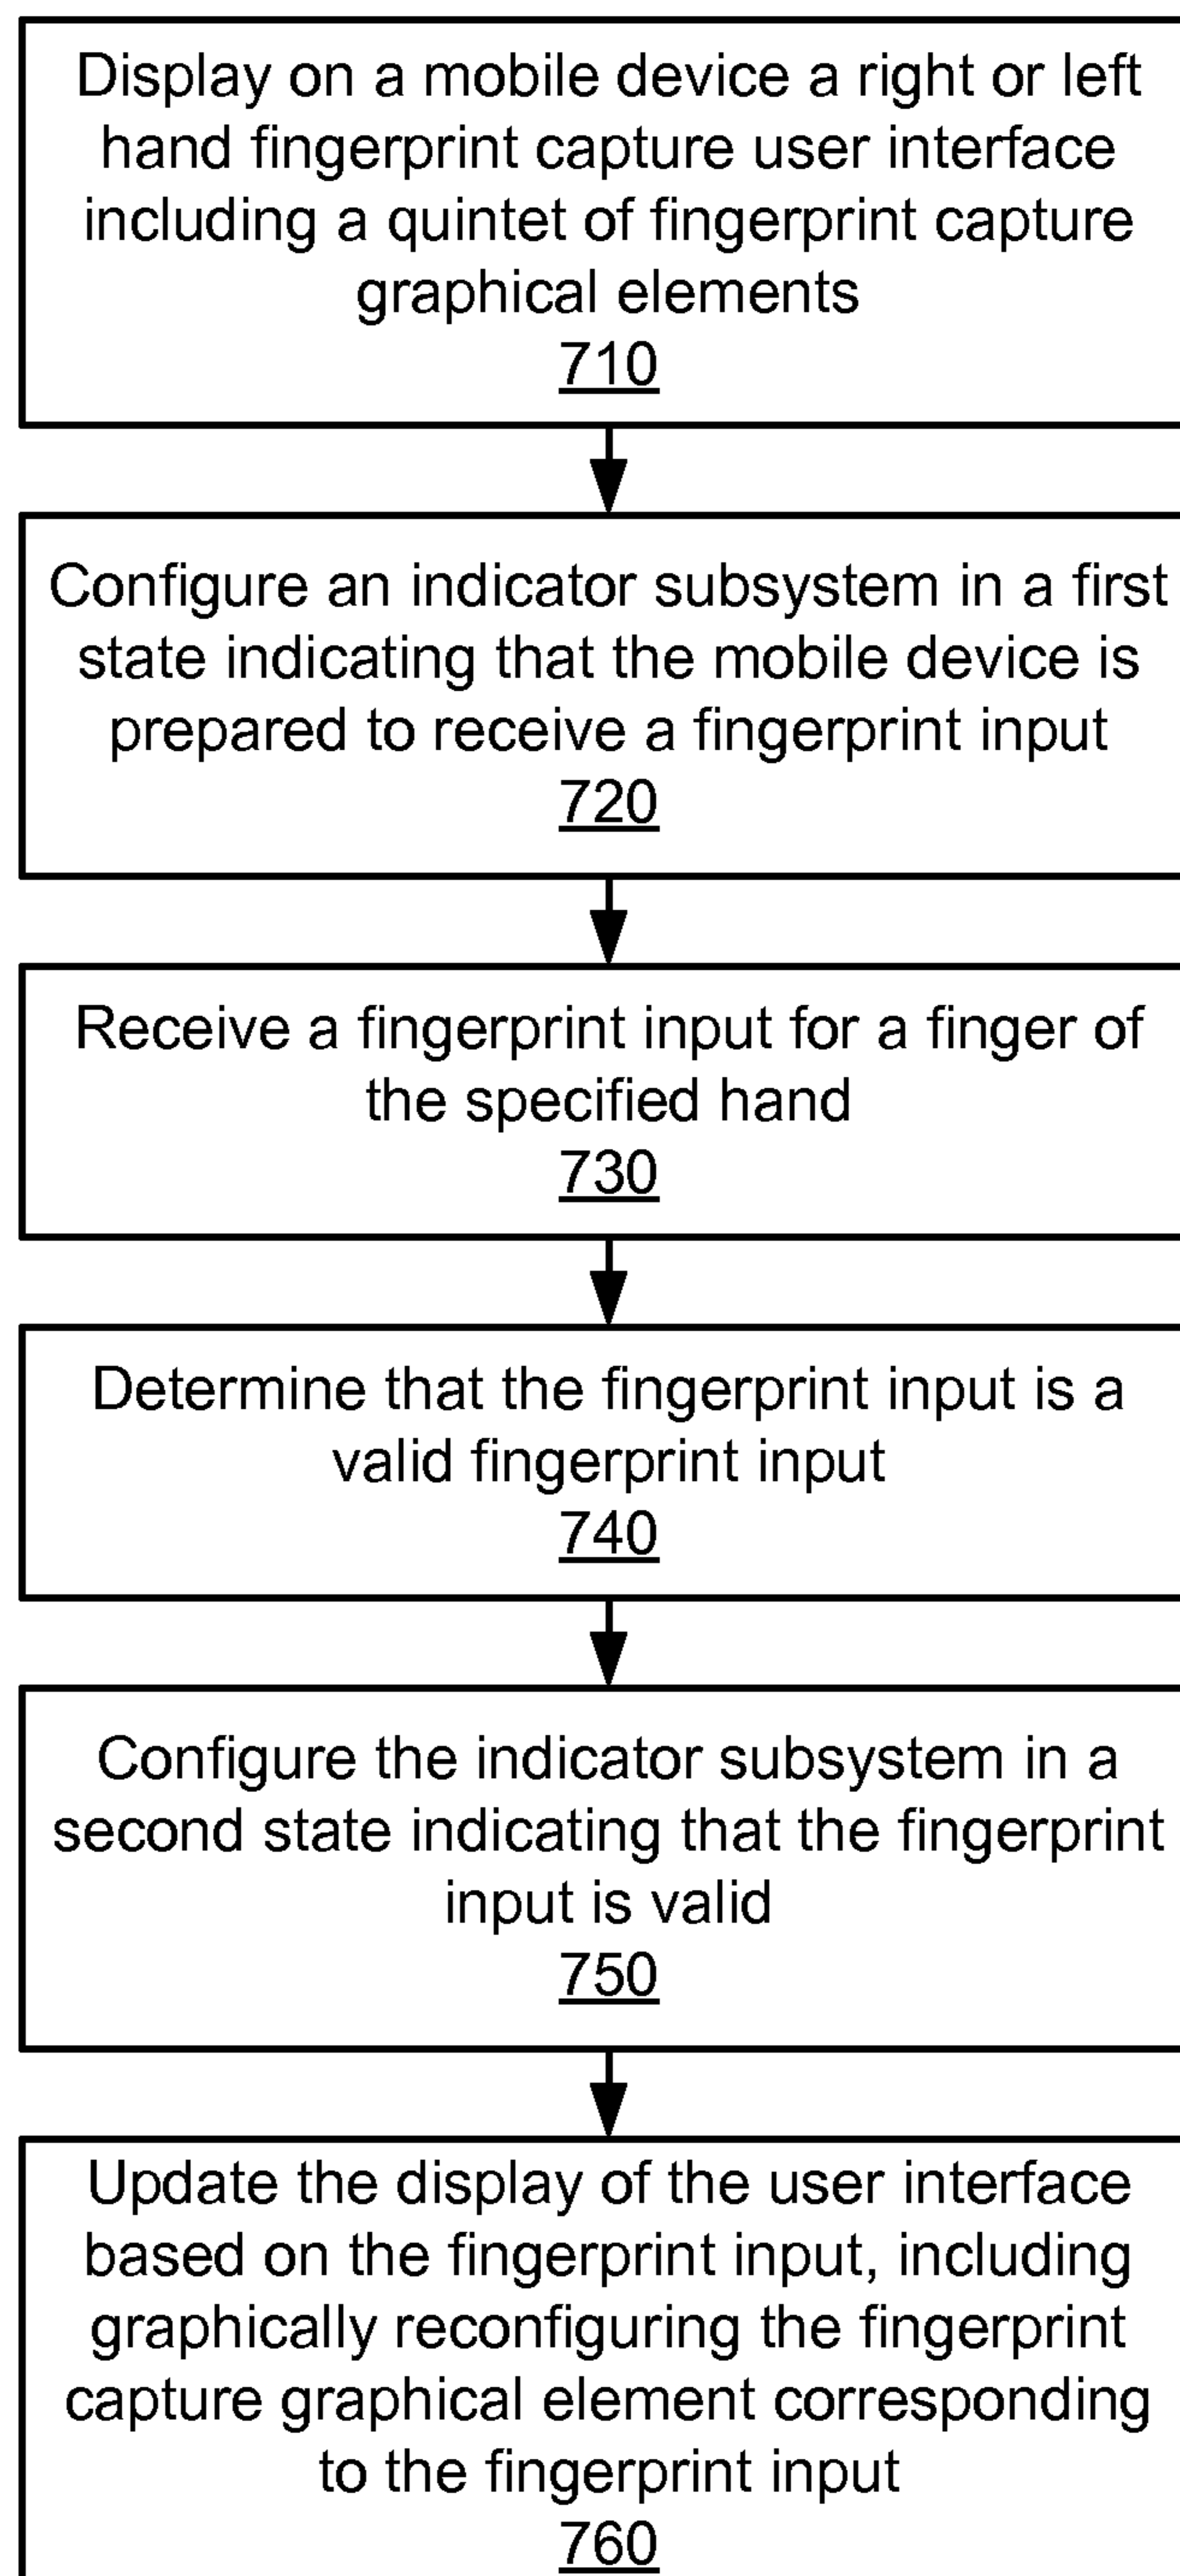 Display on a mobile device a right or left
hand fingerprint capture user interface
including a quintet of fingerprint capture
graphical elements
710
Configure an indicator subsystem in a first
state indicating that the mobile device is
prepared to receive a fingerprint input
720
Receive a fingerprint input for a finger of
the specified hand
730
Determine that the fingerprint input is a
valid fingerprint input
740
Configure the indicator subsystem in a
second state indicating that the fingerprint
input is valid
750
Update the display of the user interface
based on the fingerprint input, including
graphically reconfiguring the fingerprint
capture graphical element corresponding
to the fingerprint input
760